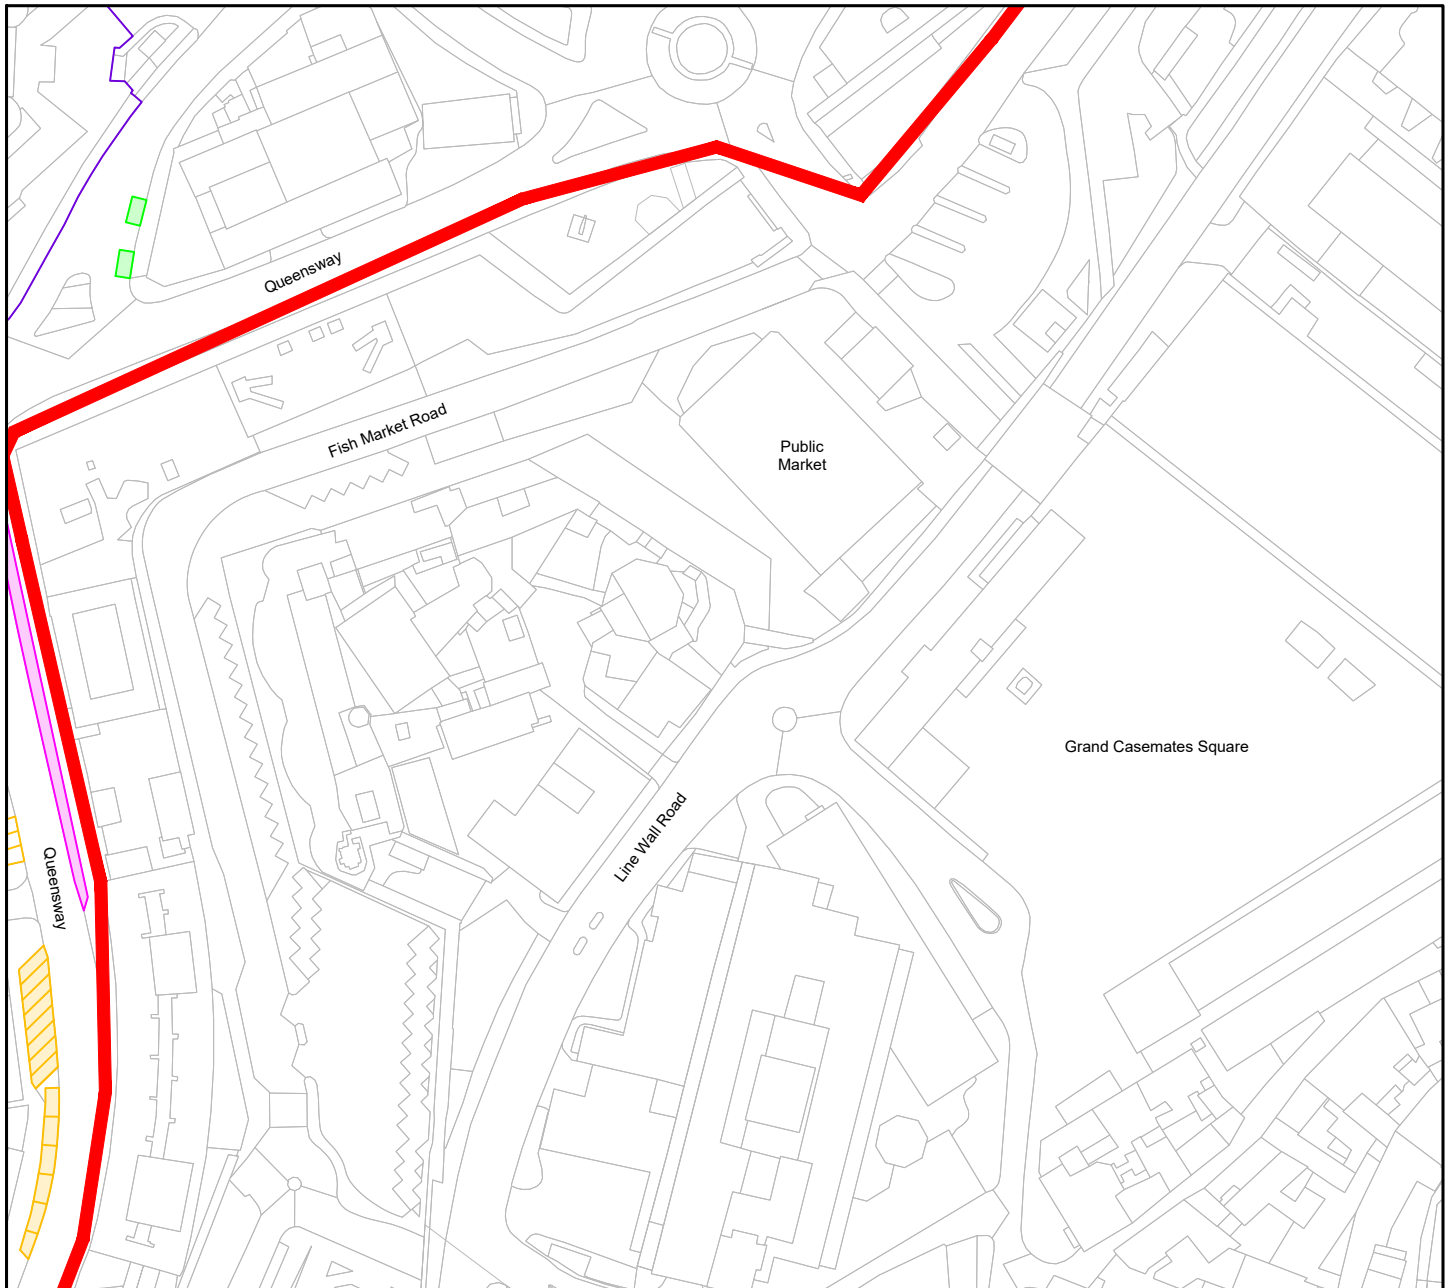 Queensway
Fish Market Road
Public
Market
Grand Casemates Square
Line Wall Road
Queensway